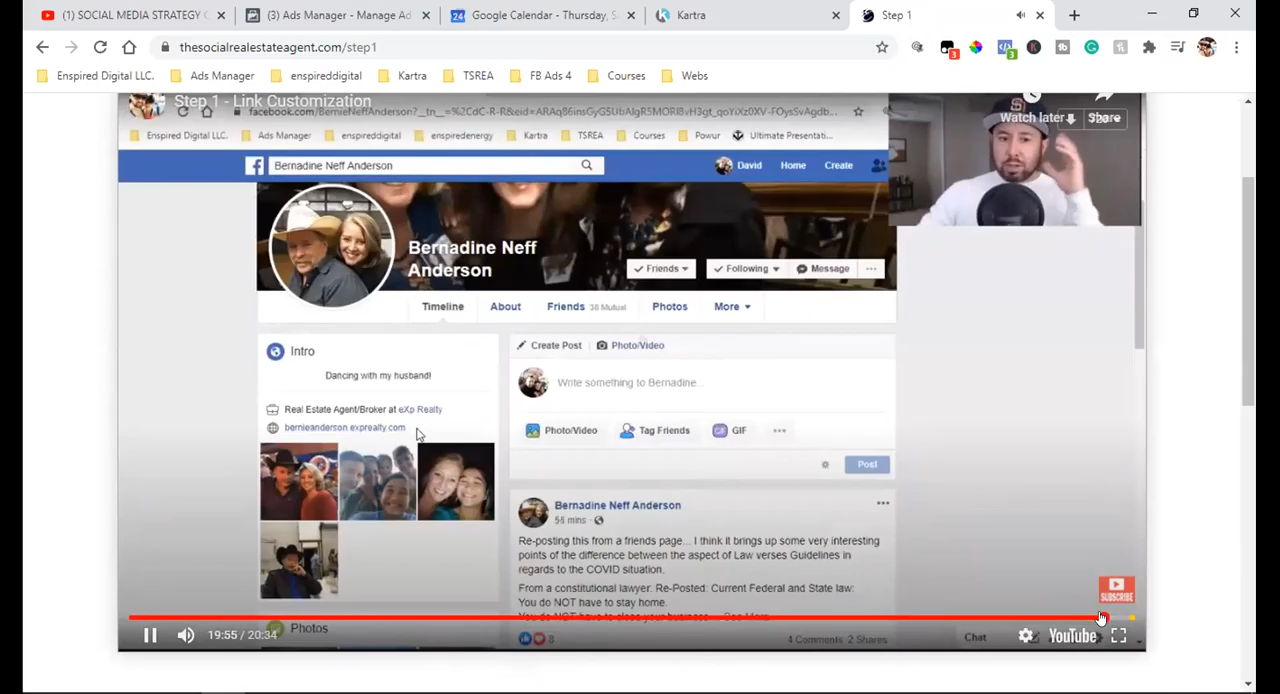 (1) SOCIAL MEDIA STRATEGY C
(3) Ads Manager - Manage Ad
24
Google Calendar - Thursday, S
Kartra
Step 1
thesocialrealestateagent.com/step1
3
3
Enspired Digital LLC.
Ads Manager
enspireddigital
Kartra
TSREA
FB Ads 4
Courses
Webs
Step 1 - Link Customization
Watch later
Share
Enspired Digital LLC.
Ads Manager
enspreddigital
enspiredenergy
Kartra
TSREA
Courses
Powur
Ultimate Presentati...
Bernadine Neff Anderson
David
Home
Create
Bernadine Neff
Anderson
Friends
Following
Message
Timeline
About
Friends 38 Mutual
Photos
More
Intro
Dancing with my husband!
Real Estate Agent/Broker at eXp Realty
bernieanderson.exprealty.com
Create Post
Photo/Video
Write something to Bernadine...
Photo/Video
Tag Friends
GIF
Post
Bernadine Neff Anderson
Re-posting this from a friends page... I think it brings up some very interesting
points of the difference between the aspect of Law verses Guidelines in
regards to the COVID situation.
From a constitutional lawyer: Re-Posted: Current Federal and State law:
You do NOT have to stay home.
SUBSCRIBE
Photos
8
4 Comments 2 Shares
Chat
19:55 / 20:34
YouTube